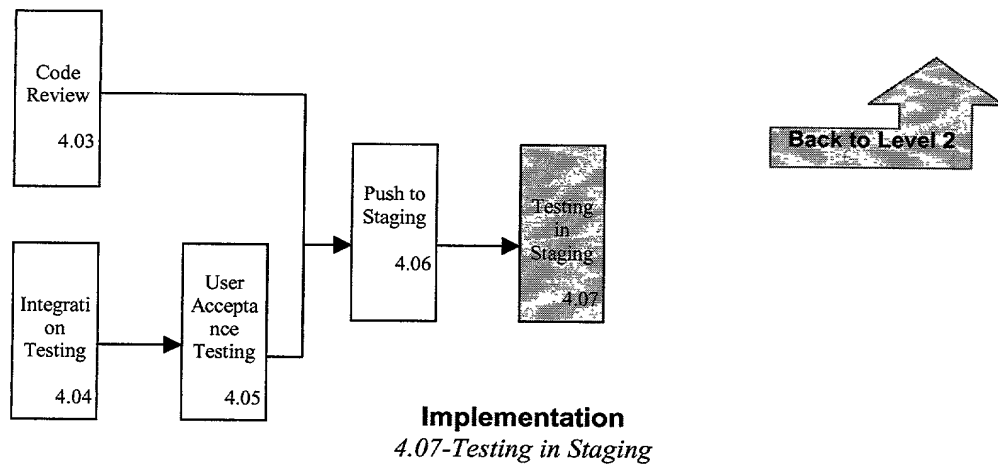 Code
Review
4.03
Back to Level 2
Push to
Staging
4.06
Testing
in
Staging
4.07
Integrati
on
Testing
4.04
User
Accepta
nce
Testing
4.05
Implementation
4.07-Testing in Staging